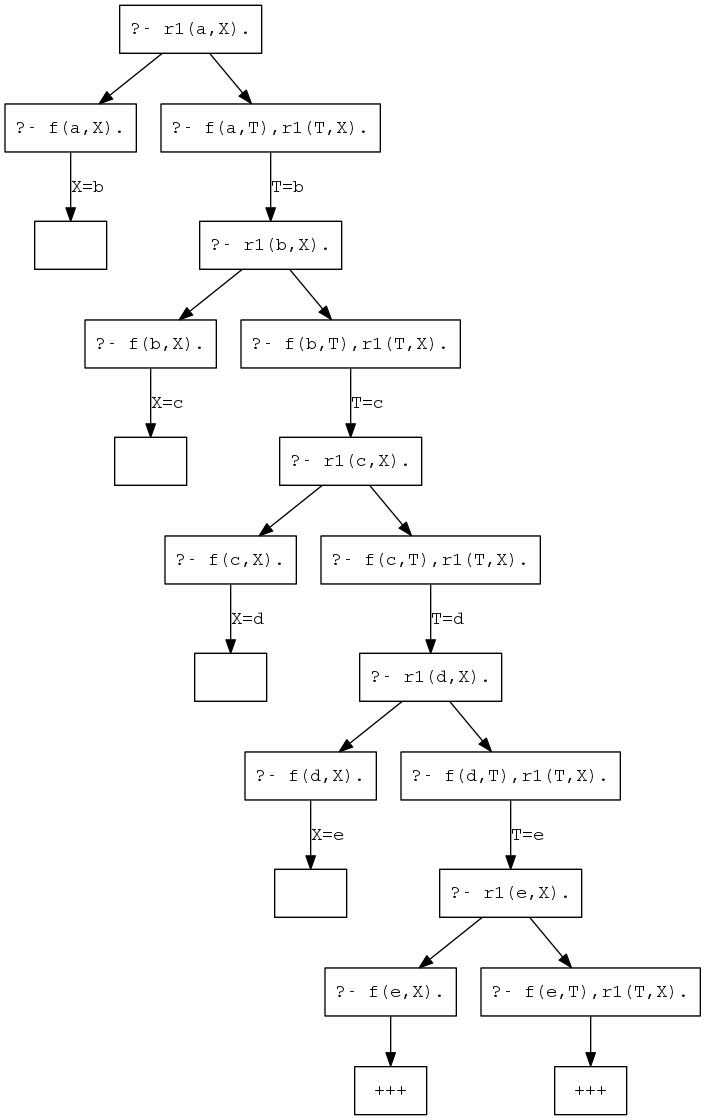 ?- r1(a,X).
?- f(a,X).
?- f(a,T),r1(T,X).
X=b
T=b
?- r1(b,X).
?- f(b,X).
?- f(b,T),r1(T,X).
X=c
T=c
?- r1(c,X).
?- f(c,X).
?- f(c,T),r1(T,X).
X=d
T=d
?- r1(d,X).
?- f(d,X).
?- f(d,T),r1(T,X).
X=e
T=e
?- r1(e,X).
?- f(e,X).
?- f(e,T),r1(T,X).
+++
+++